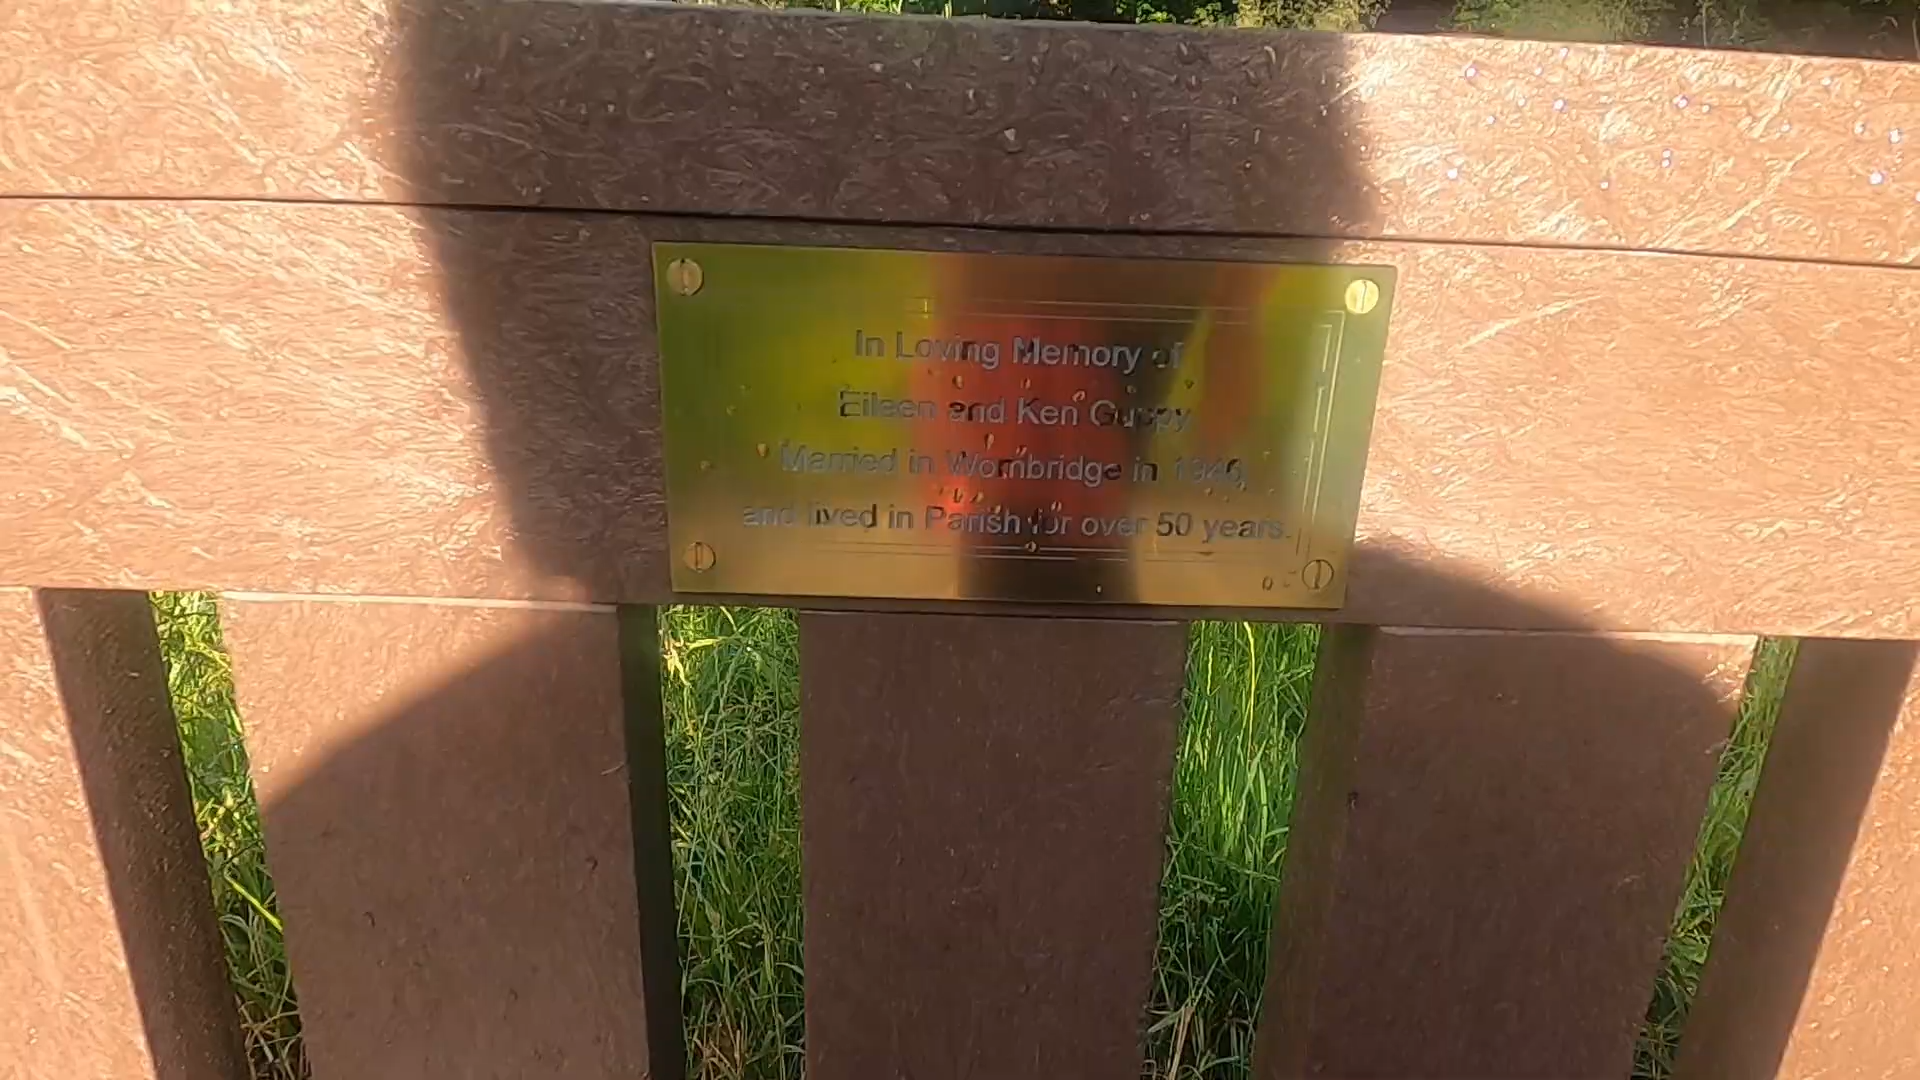 In Loving Memory of
Eileen and Ken Guppy
Married in Wombridge in
and lived in Parish for over 50 years.